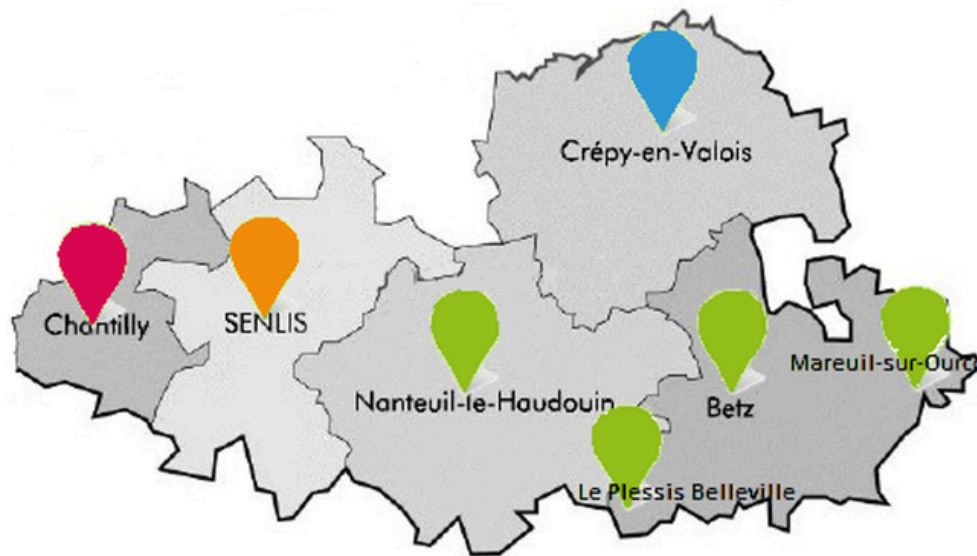 Crépy-en-Valois
Chantilly
SENLIS
Mareuil-sur-Ourcq
Nanteuil-le-Haudouin
Betz
Le Plessis Belleville